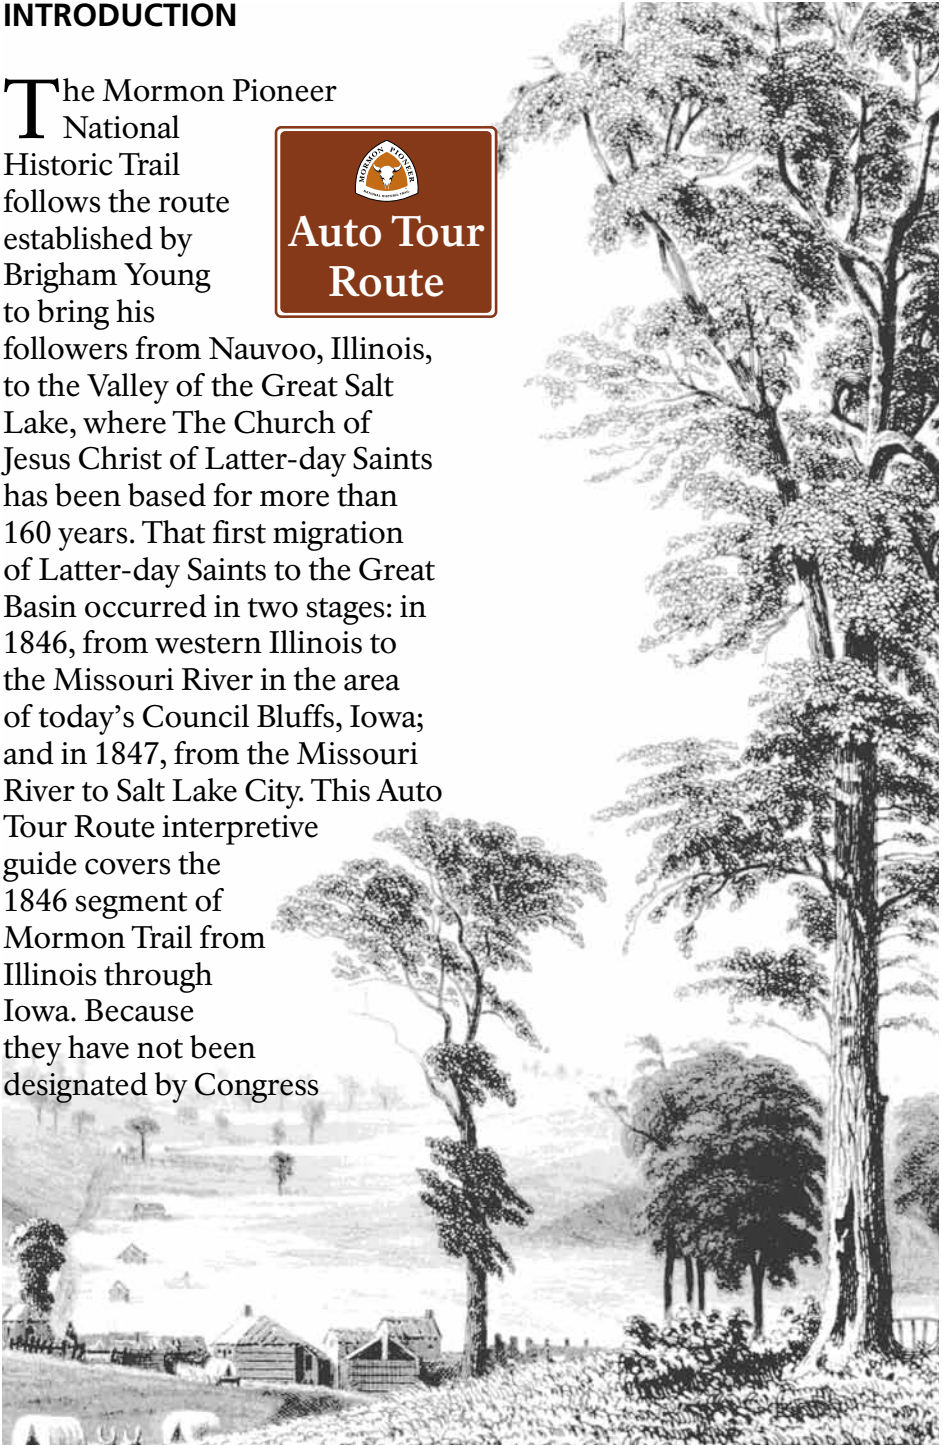 INTRODUCTION
The Mormon Pioneer
National
Historic Trail
follows the route
established by
Brigham Young
to bring his
followers from Nauvoo, Illinois,
to the Valley of the Great Salt
Lake, where The Church of
Jesus Christ of Latter-day Saints
has been based for more than
160 years. That first migration
of Latter-day Saints to the Great
Basin occurred in two stages: in
1846, from western Illinois to
the Missouri River in the area
of today’s Council Bluffs, Iowa;
and in 1847, from the Missouri
River to Salt Lake City. This Auto
Tour Route interpretive
guide covers the
1846 segment of
Mormon Trail from
Illinois through
Iowa. Because
they have not been
designated by Congress
MORMON PIONEER
NATIONAL HISTORIC TRAIL
Auto Tour
Route